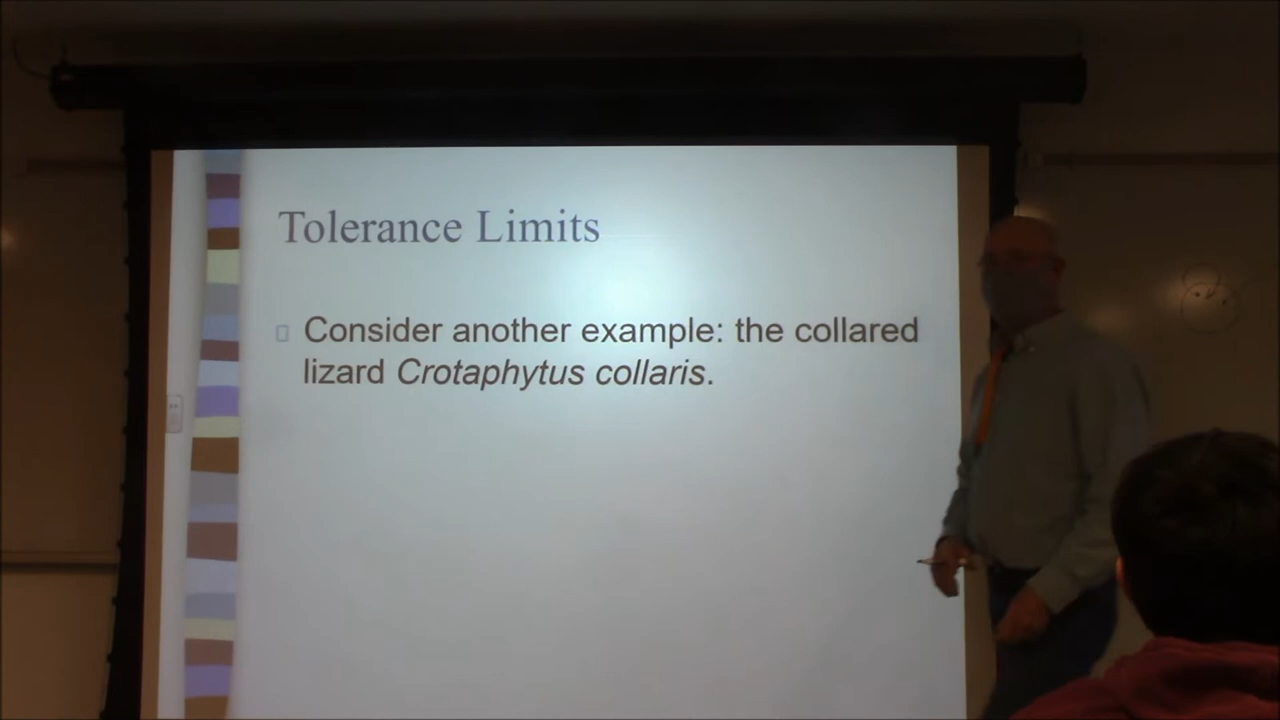 Tolerance Limits
Consider another example: the collared
lizard Crotaphytus collaris.